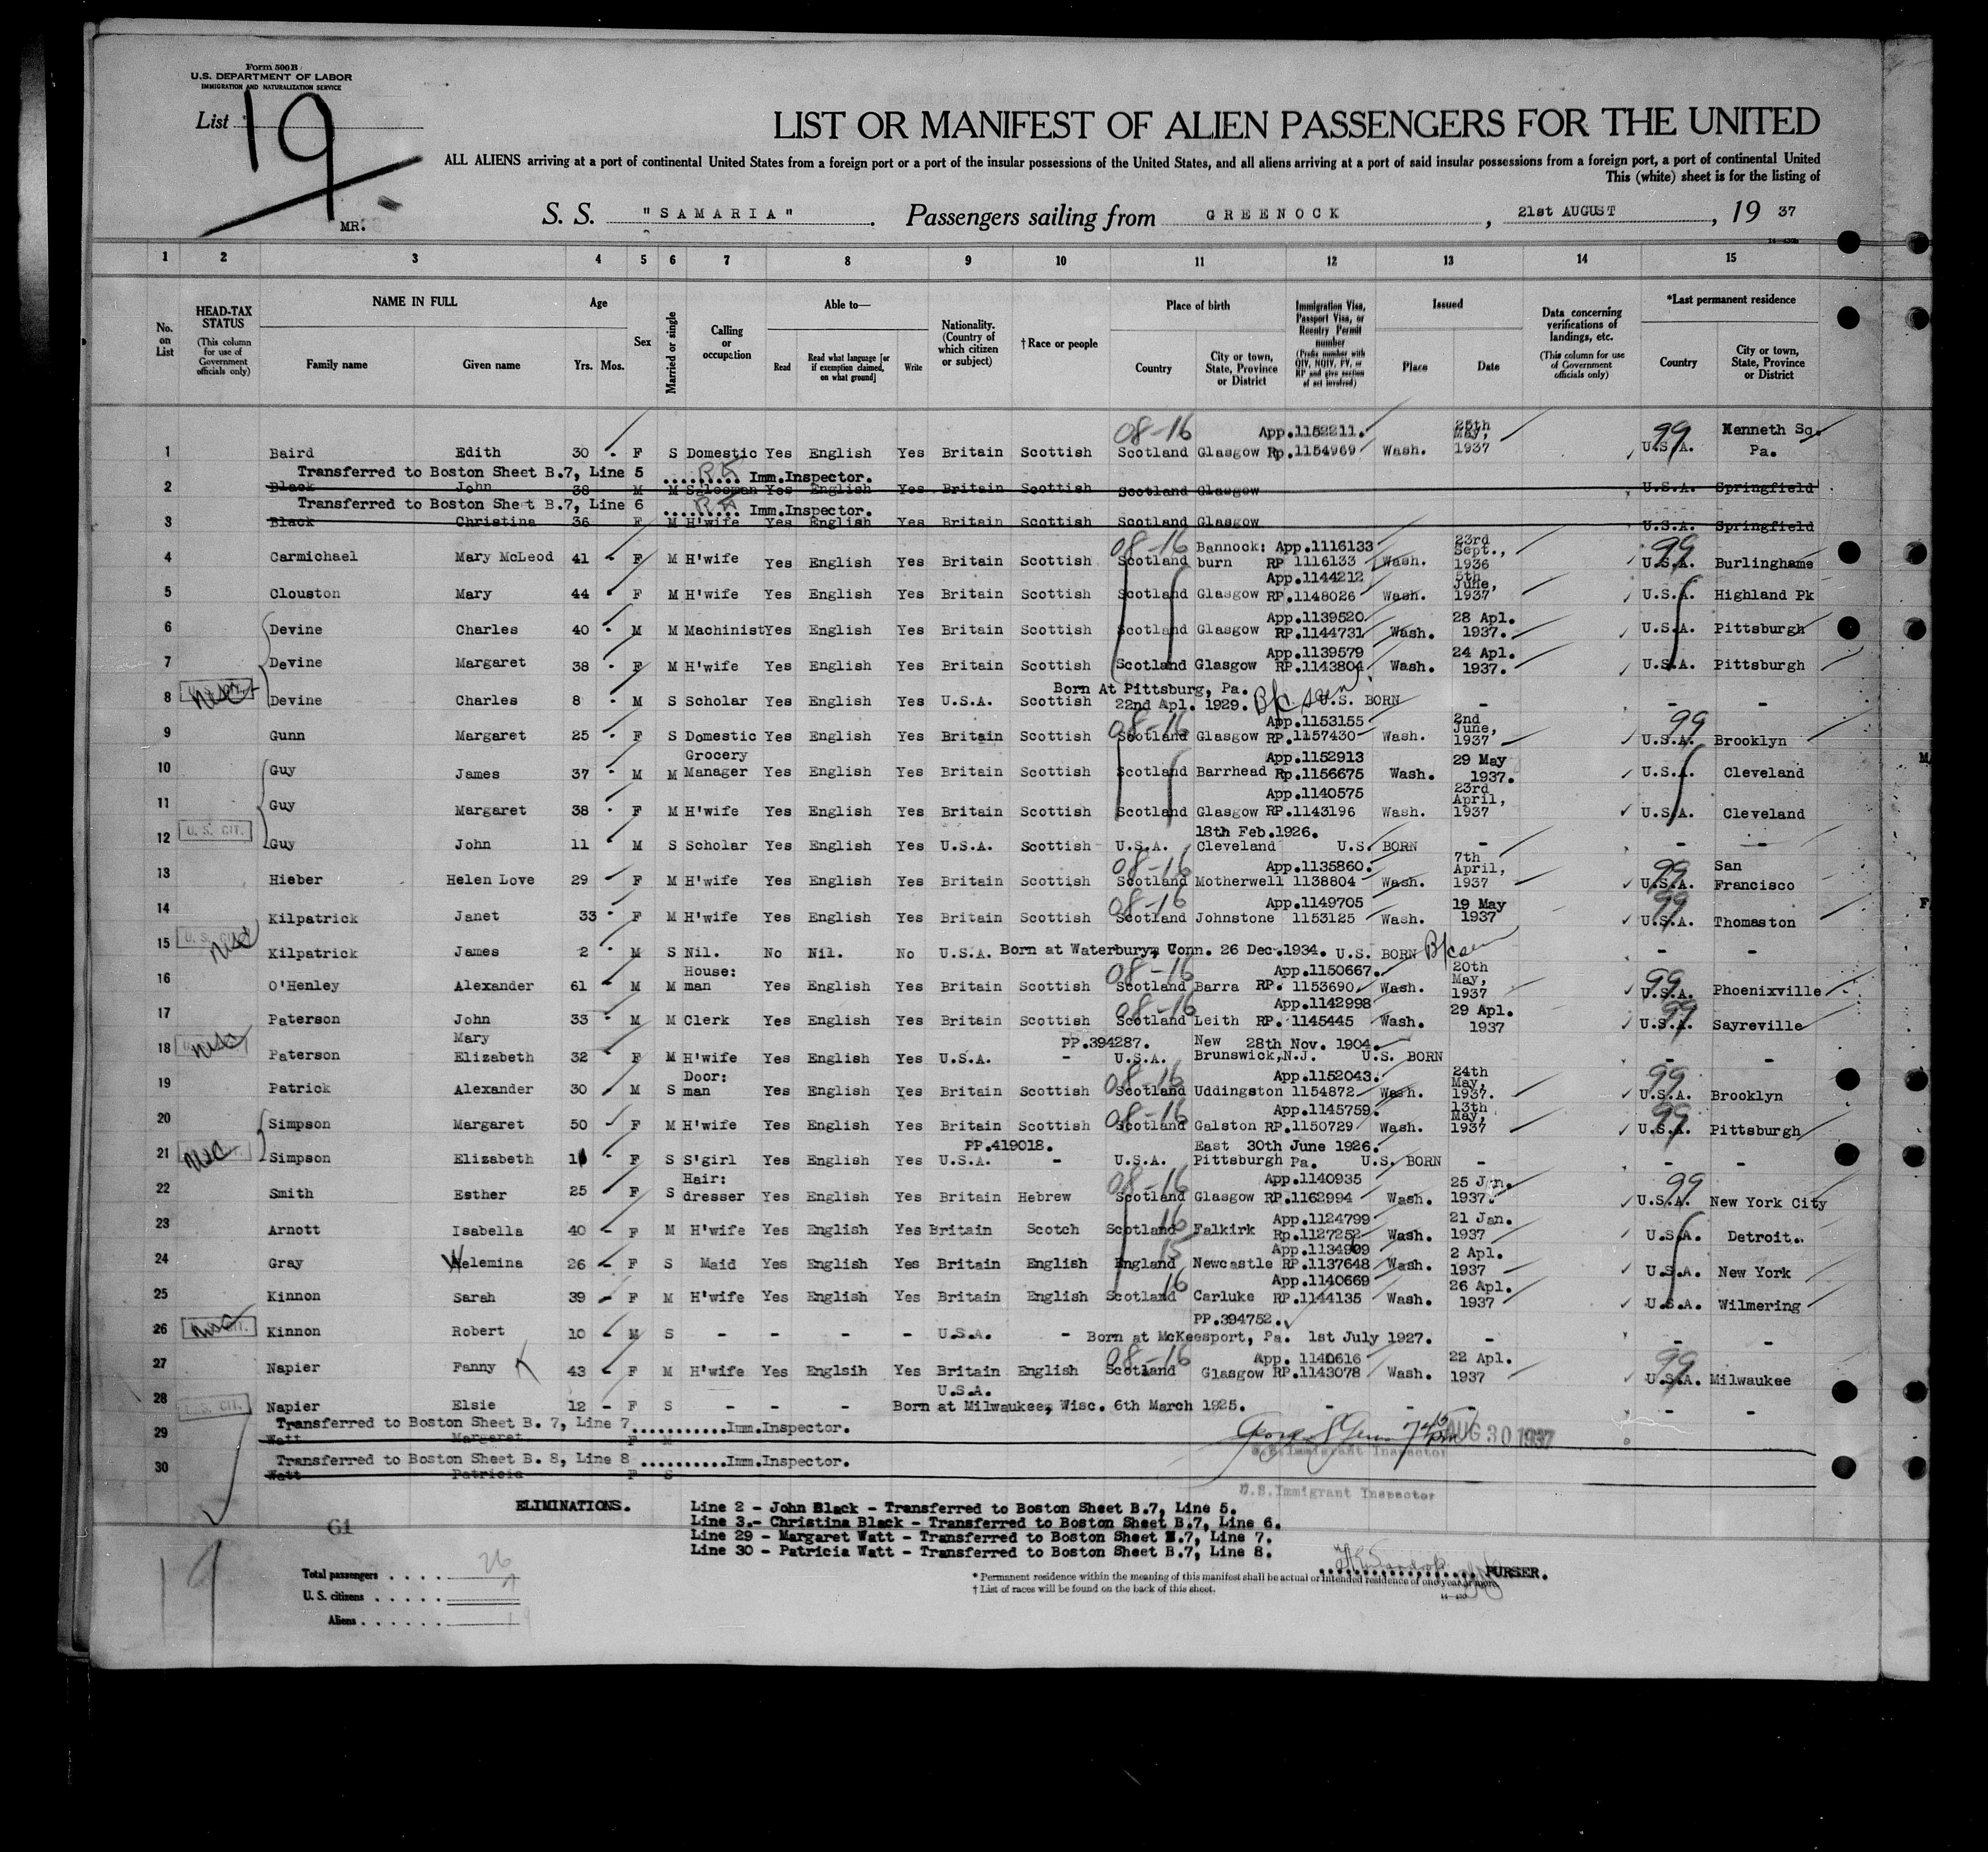 Form 500B
U.S. DEPARTMENT OF LABOR
IMMIGRATION AND NATURALIZATION SERVICE
List 19
LIST OR MANIFEST OF ALIEN PASSENGERS FOR THE UNITED
ALL ALIENS arriving at a port of continental United States from a foreign port or a port of the insular possessions of the United States, and all aliens arriving at a port of said insular possessions from a foreign port, a port of continental United
This (white) sheet is for the listing of
MR. S. S. "SAMARIA" . Passengers sailing from GREENOCK , 21st AUGUST , 19 37
1 2 3 4 5 6 7 8 9 10 11 12 13 14 15
No. on List
HEAD-TAX STATUS (This column for use of Government officials only)
NAME IN FULL Family name Given name
Age Yrs. Mos.
Sex
Married or single
Calling or occupation
Able to— Read Read what language [or if exemption claimed, on what ground] Write
Nationality. (Country of which citizen or subject)
† Race or people
Place of birth Country City or town, State, Province or District
Immigration Visa, Passport Visa, or Reentry Permit number (Prefix number with QIV, NQIV, PV, or RP and give section of act involved)
Issued Place Date
Data concerning verifications of landings, etc. (This column for use of Government officials only)
*Last permanent residence Country City or town, State, Province or District
1 Baird Edith 30 F S Domestic Yes English Yes Britain Scottish 08-16 Scotland Glasgow App.1152211. Rp.1154969 Wash. 25th May, 1937 99 U.S.A. Kenneth Sq. Pa.
Transferred to Boston Sheet B.7, Line 5 .......... Imm.Inspector.
2 Black John 38 M M Salesman Yes English Yes Britain Scottish Scotland Glasgow U.S.A. Springfield
Transferred to Boston Sheet B.7, Line 6 .......... Imm.Inspector.
3 Black Christina 36 F M H'wife Yes English Yes Britain Scottish Scotland Glasgow U.S.A. Springfield
4 Carmichael Mary McLeod 41 F M H'wife Yes English Yes Britain Scottish 08-16 Scotland Bannock: burn App.1116133 RP 1116133 Wash. 23rd Sept., 1936 99 U.S.A. Burlinghame
5 Clouston Mary 44 F M H'wife Yes English Yes Britain Scottish Scotland Glasgow App.1144212 RP.1148026 Wash. 5th June, 1937 U.S.A. Highland Pk
6 Devine Charles 40 M M Machinist Yes English Yes Britain Scottish Scotland Glasgow App.1139520 RP.1144731 Wash. 28 Apl. 1937. U.S.A. Pittsburgh
7 Devine Margaret 38 F M H'wife Yes English Yes Britain Scottish Scotland Glasgow App.1139579 RP.1143804 Wash. 24 Apl. 1937. U.S.A. Pittsburgh
8 Devine Charles 8 M S Scholar Yes English Yes U.S.A. Scottish Born At Pittsburg, Pa. 22nd Apl. 1929. B/c seen U.S. BORN - - -
9 Gunn Margaret 25 F S Domestic Yes English Yes Britain Scottish 08-16 Scotland Glasgow App.1153155 RP.1157430 Wash. 2nd June, 1937 99 U.S.A. Brooklyn
10 Guy James 37 M M Grocery Manager Yes English Yes Britain Scottish Scotland Barrhead App.1152913 Rp.1156675 Wash. 29 May 1937. U.S.A. Cleveland
11 Guy Margaret 38 F M H'wife Yes English Yes Britain Scottish Scotland Glasgow App.1140575 RP.1143196 Wash. 23rd April, 1937 U.S.A. Cleveland
12 U. S. CIT. Guy John 11 M S Scholar Yes English Yes U.S.A. Scottish U.S.A. 18th Feb.1926. Cleveland U.S. BORN - - -
13 Hieber Helen Love 29 F M H'wife Yes English Yes Britain Scottish 08-16 Scotland Motherwell App.1135860. 1138804 Wash. 7th April, 1937 99 U.S.A. San Francisco
14 Kilpatrick Janet 33 F M H'wife Yes English Yes Britain Scottish 08-16 Scotland Johnstone App.1149705 1153125 Wash. 19 May 1937 99 U.S.A. Thomaston
15 Kilpatrick James 2 M S Nil. No Nil. No U.S.A. Born at Waterbury, Conn. 26 Dec.1934. U.S. BORN - -
16 O'Henley Alexander 61 M M House: man Yes English Yes Britain Scottish 08-16 Scotland Barra App.1150667. RP. 1153690 Wash. 20th May, 1937 99 U.S.A. Phoenixville
17 Paterson John 33 M M Clerk Yes English Yes Britain Scottish 08-16 Scotland Leith App.1142998 RP. 1145445 Wash. 29 Apl. 1937 99 U.S.A. Sayreville
18 Paterson Mary Elizabeth 32 F M H'wife Yes English Yes U.S.A. - PP.394287. U.S.A. New Brunswick,N.J. 28th Nov. 1904. U.S. BORN - -
19 Patrick Alexander 30 M S Door: man Yes English Yes Britain Scottish 08-16 Scotland Uddingston App.1152043. 1154872 Wash. 24th May, 1937. 99 U.S.A. Brooklyn
20 Simpson Margaret 50 F M H'wife Yes English Yes Britain Scottish 08-16 Scotland Galston App.1145759. RP.1150729 Wash. 13th May, 1937 99 U.S.A. Pittsburgh
21 Simpson Elizabeth 11 F S S'girl Yes English Yes U.S.A. PP.419018. - U.S.A. East Pittsburgh Pa. 30th June 1926. U.S. BORN - - -
22 Smith Esther 25 F S Hair: dresser Yes English Yes Britain Hebrew 08-16 Scotland Glasgow App.1140935 RP.1162994 Wash. 25 Jan. 1937. 99 U.S.A. New York City
23 Arnott Isabella 40 F M H'wife Yes English Yes Britain Scotch 16 Scotland Falkirk App.1124799 Rp.1127252 Wash. 21 Jan. 1937 U.S.A. Detroit.
24 Gray Welemina 26 F S Maid Yes English Yes Britain English 15 England Newcastle App.1134909 RP.1137648 Wash. 2 Apl. 1937 U.S.A. New York
25 Kinnon Sarah 39 F M H'wife Yes English Yes Britain English 16 Scotland Carluke App.1140669 RP.1144135 Wash. 26 Apl. 1937 U.S.A. Wilmering
26 Kinnon Robert 10 M S - - - - U.S.A. - PP.394752. Born at McKeesport, Pa. 1st July 1927. - - -
27 Napier Fanny 43 F M H'wife Yes Englsih Yes Britain English 08-16 Scotland Glasgow App. 1140616 RP.1143078 Wash. 22 Apl. 1937 99 U.S.A. Milwaukee
28 U. S. CIT. Napier Elsie 12 F S - - - U.S.A. Born at Milwaukee, Wisc. 6th March 1925. - - - -
Transferred to Boston Sheet B. 7, Line 7 ............Imm.Inspector.
29 Watt Margaret F M AUG 30 1937
U.S.Immigrant Inspector
Transferred to Boston Sheet B. 8, Line 8 ..........Imm.Inspector.
30 Watt Patricia F S
U.S.Immigrant Inspector
ELIMINATIONS. Line 2 - John Black - Transferred to Boston Sheet B.7, Line 5.
Line 3.- Christina Black - Transferred to Boston Sheet B.7, Line 6.
Line 29 - Margaret Watt - Transferred to Boston Sheet B.7, Line 7.
Line 30 - Patricia Watt - Transferred to Boston Sheet B.7, Line 8.
61
19
Total passengers . . . . 26
U. S. citizens . . . . .
Aliens . . . . . .
PURSER.
* Permanent residence within the meaning of this manifest shall be actual or intended residence of one year or more.
† List of races will be found on the back of this sheet.